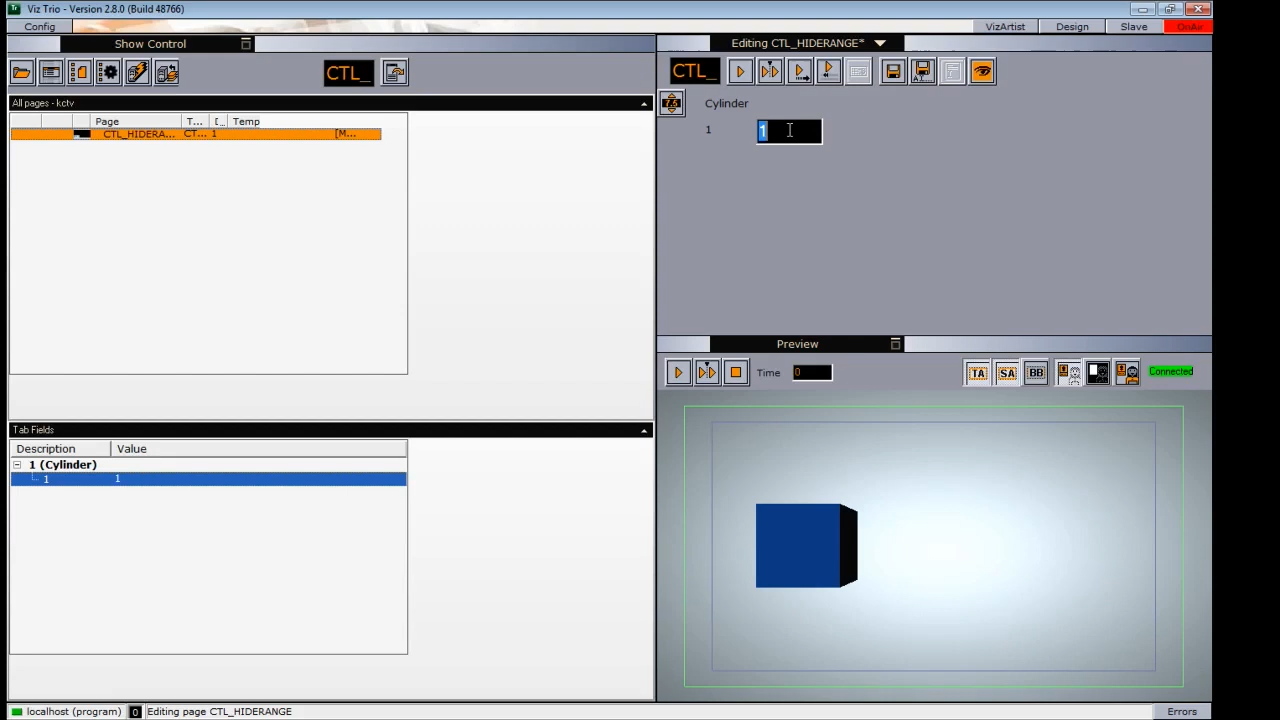 Viz Trio - Version 2.8.0 (Build 48766)
Config
VizArtist
Design
Slave
OnAir
Show Control
Editing CTL_HIDERANGE*
CTL_
CTL_
All pages - kctv
Cylinder
Page T... [... Temp
CTL_HIDERA... CT... 1 [M...
1
1
Preview
Time
0
TA
SA
BB
Connected
Tab Fields
Description Value
1 (Cylinder)
1 1
localhost (program)
0
Editing page CTL_HIDERANGE
Errors